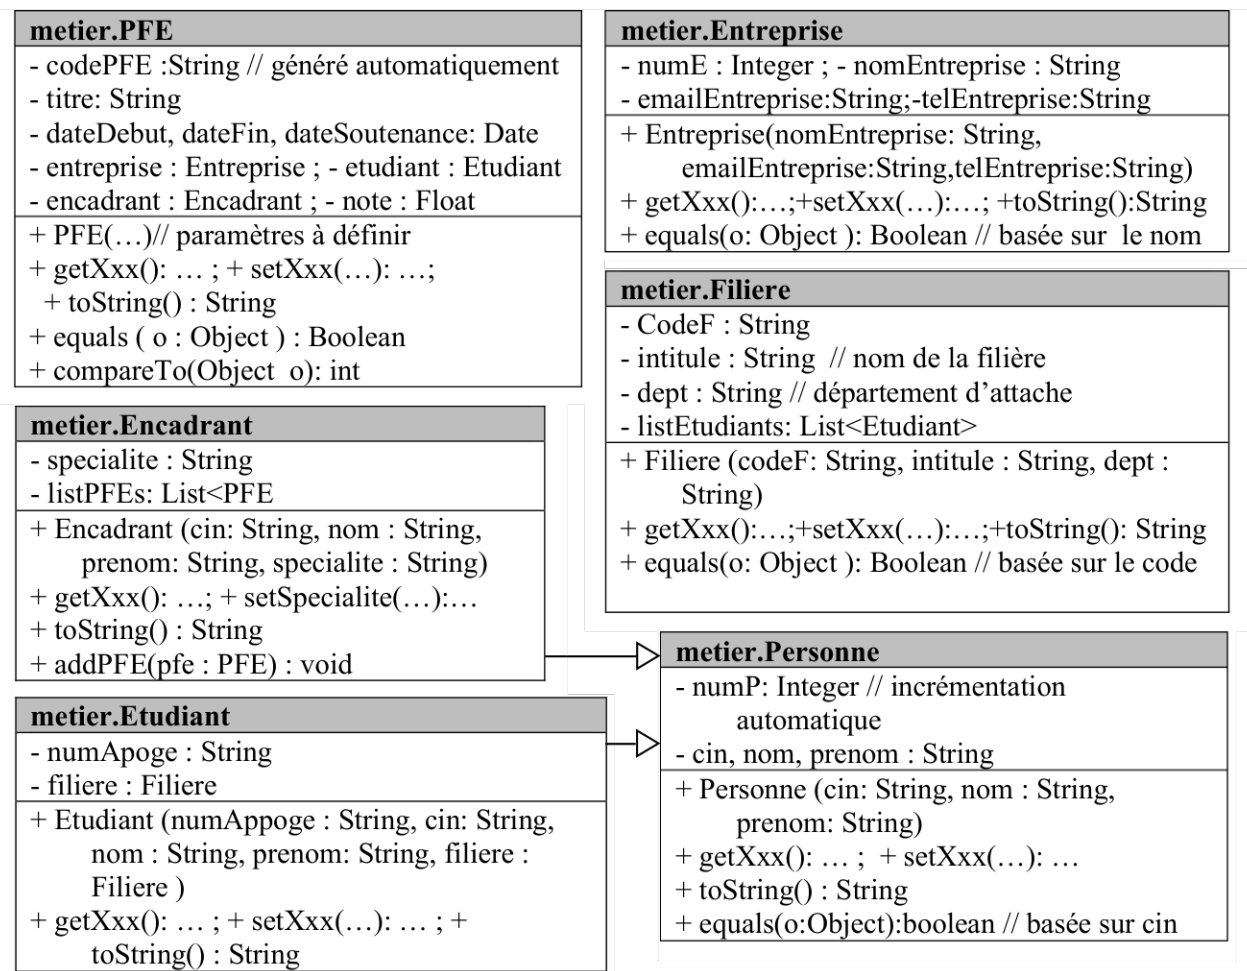 metier.PFE
- codePFE :String // généré automatiquement
- titre: String
- dateDebut, dateFin, dateSoutenance: Date
- entreprise : Entreprise ; - etudiant : Etudiant
- encadrant : Encadrant ; - note : Float
+ PFE(…)// paramètres à définir
+ getXxx(): … ; + setXxx(…): …;
+ toString() : String
+ equals ( o : Object ) : Boolean
+ compareTo(Object o): int
metier.Entreprise
- numE : Integer ; - nomEntreprise : String
- emailEntreprise:String;-telEntreprise:String
+ Entreprise(nomEntreprise: String,
emailEntreprise:String,telEntreprise:String)
+ getXxx():…;+setXxx(…):…; +toString():String
+ equals(o: Object ): Boolean // basée sur le nom
metier.Filiere
- CodeF : String
- intitule : String // nom de la filière
- dept : String // département d’attache
- listEtudiants: List<Etudiant>
+ Filiere (codeF: String, intitule : String, dept :
String)
+ getXxx():…;+setXxx(…):…;+toString(): String
+ equals(o: Object ): Boolean // basée sur le code
metier.Encadrant
- specialite : String
- listPFEs: List<PFE
+ Encadrant (cin: String, nom : String,
prenom: String, specialite : String)
+ getXxx(): …; + setSpecialite(…):…
+ toString() : String
+ addPFE(pfe : PFE) : void
metier.Personne
- numP: Integer // incrémentation
automatique
- cin, nom, prenom : String
+ Personne (cin: String, nom : String,
prenom: String)
+ getXxx(): … ; + setXxx(…): …
+ toString() : String
+ equals(o:Object):boolean // basée sur cin
metier.Etudiant
- numApoge : String
- filiere : Filiere
+ Etudiant (numAppoge : String, cin: String,
nom : String, prenom: String, filiere :
Filiere )
+ getXxx(): … ; + setXxx(…): … ; +
toString() : String